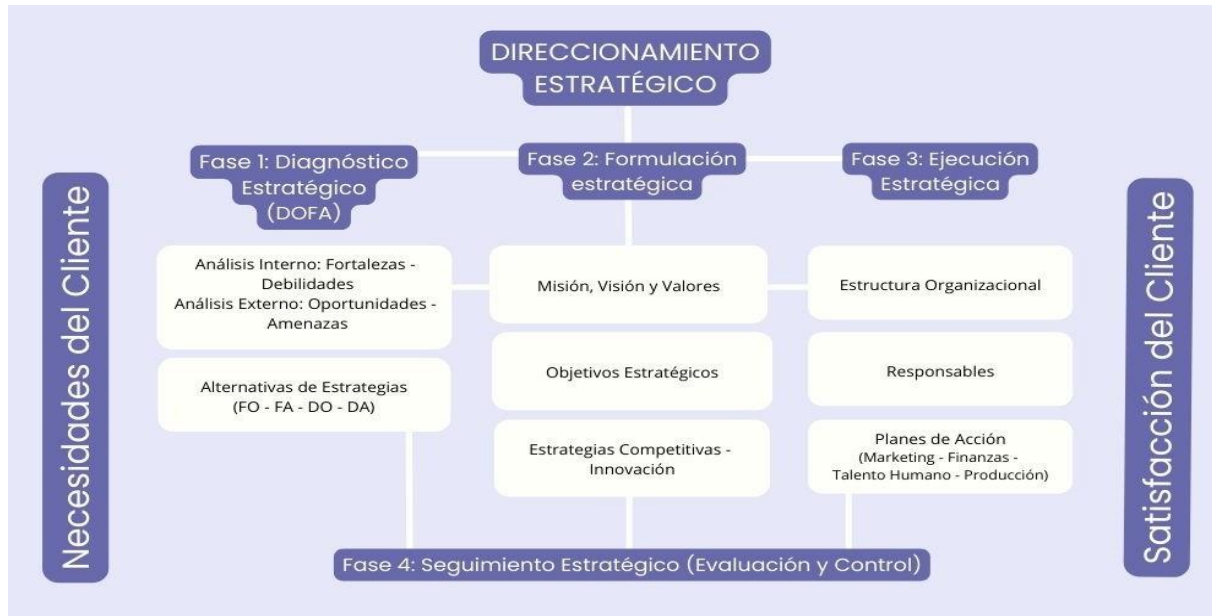 DIRECCIONAMIENTO
ESTRATÉGICO
Necesidades del Cliente
Fase 1: Diagnóstico
Estratégico
(DOFA)
Análisis Interno: Fortalezas -
Debilidades
Análisis Externo: Oportunidades -
Amenazas
Alternativas de Estrategias
(FO - FA - DO - DA)
Fase 2: Formulación
estratégica
Misión, Visión y Valores
Objetivos Estratégicos
Estrategias Competitivas -
Innovación
Fase 3: Ejecución
Estratégica
Estructura Organizacional
Responsables
Planes de Acción
(Marketing - Finanzas -
Talento Humano - Producción)
Satisfacción del Cliente
Fase 4: Seguimiento Estratégico (Evaluación y Control)